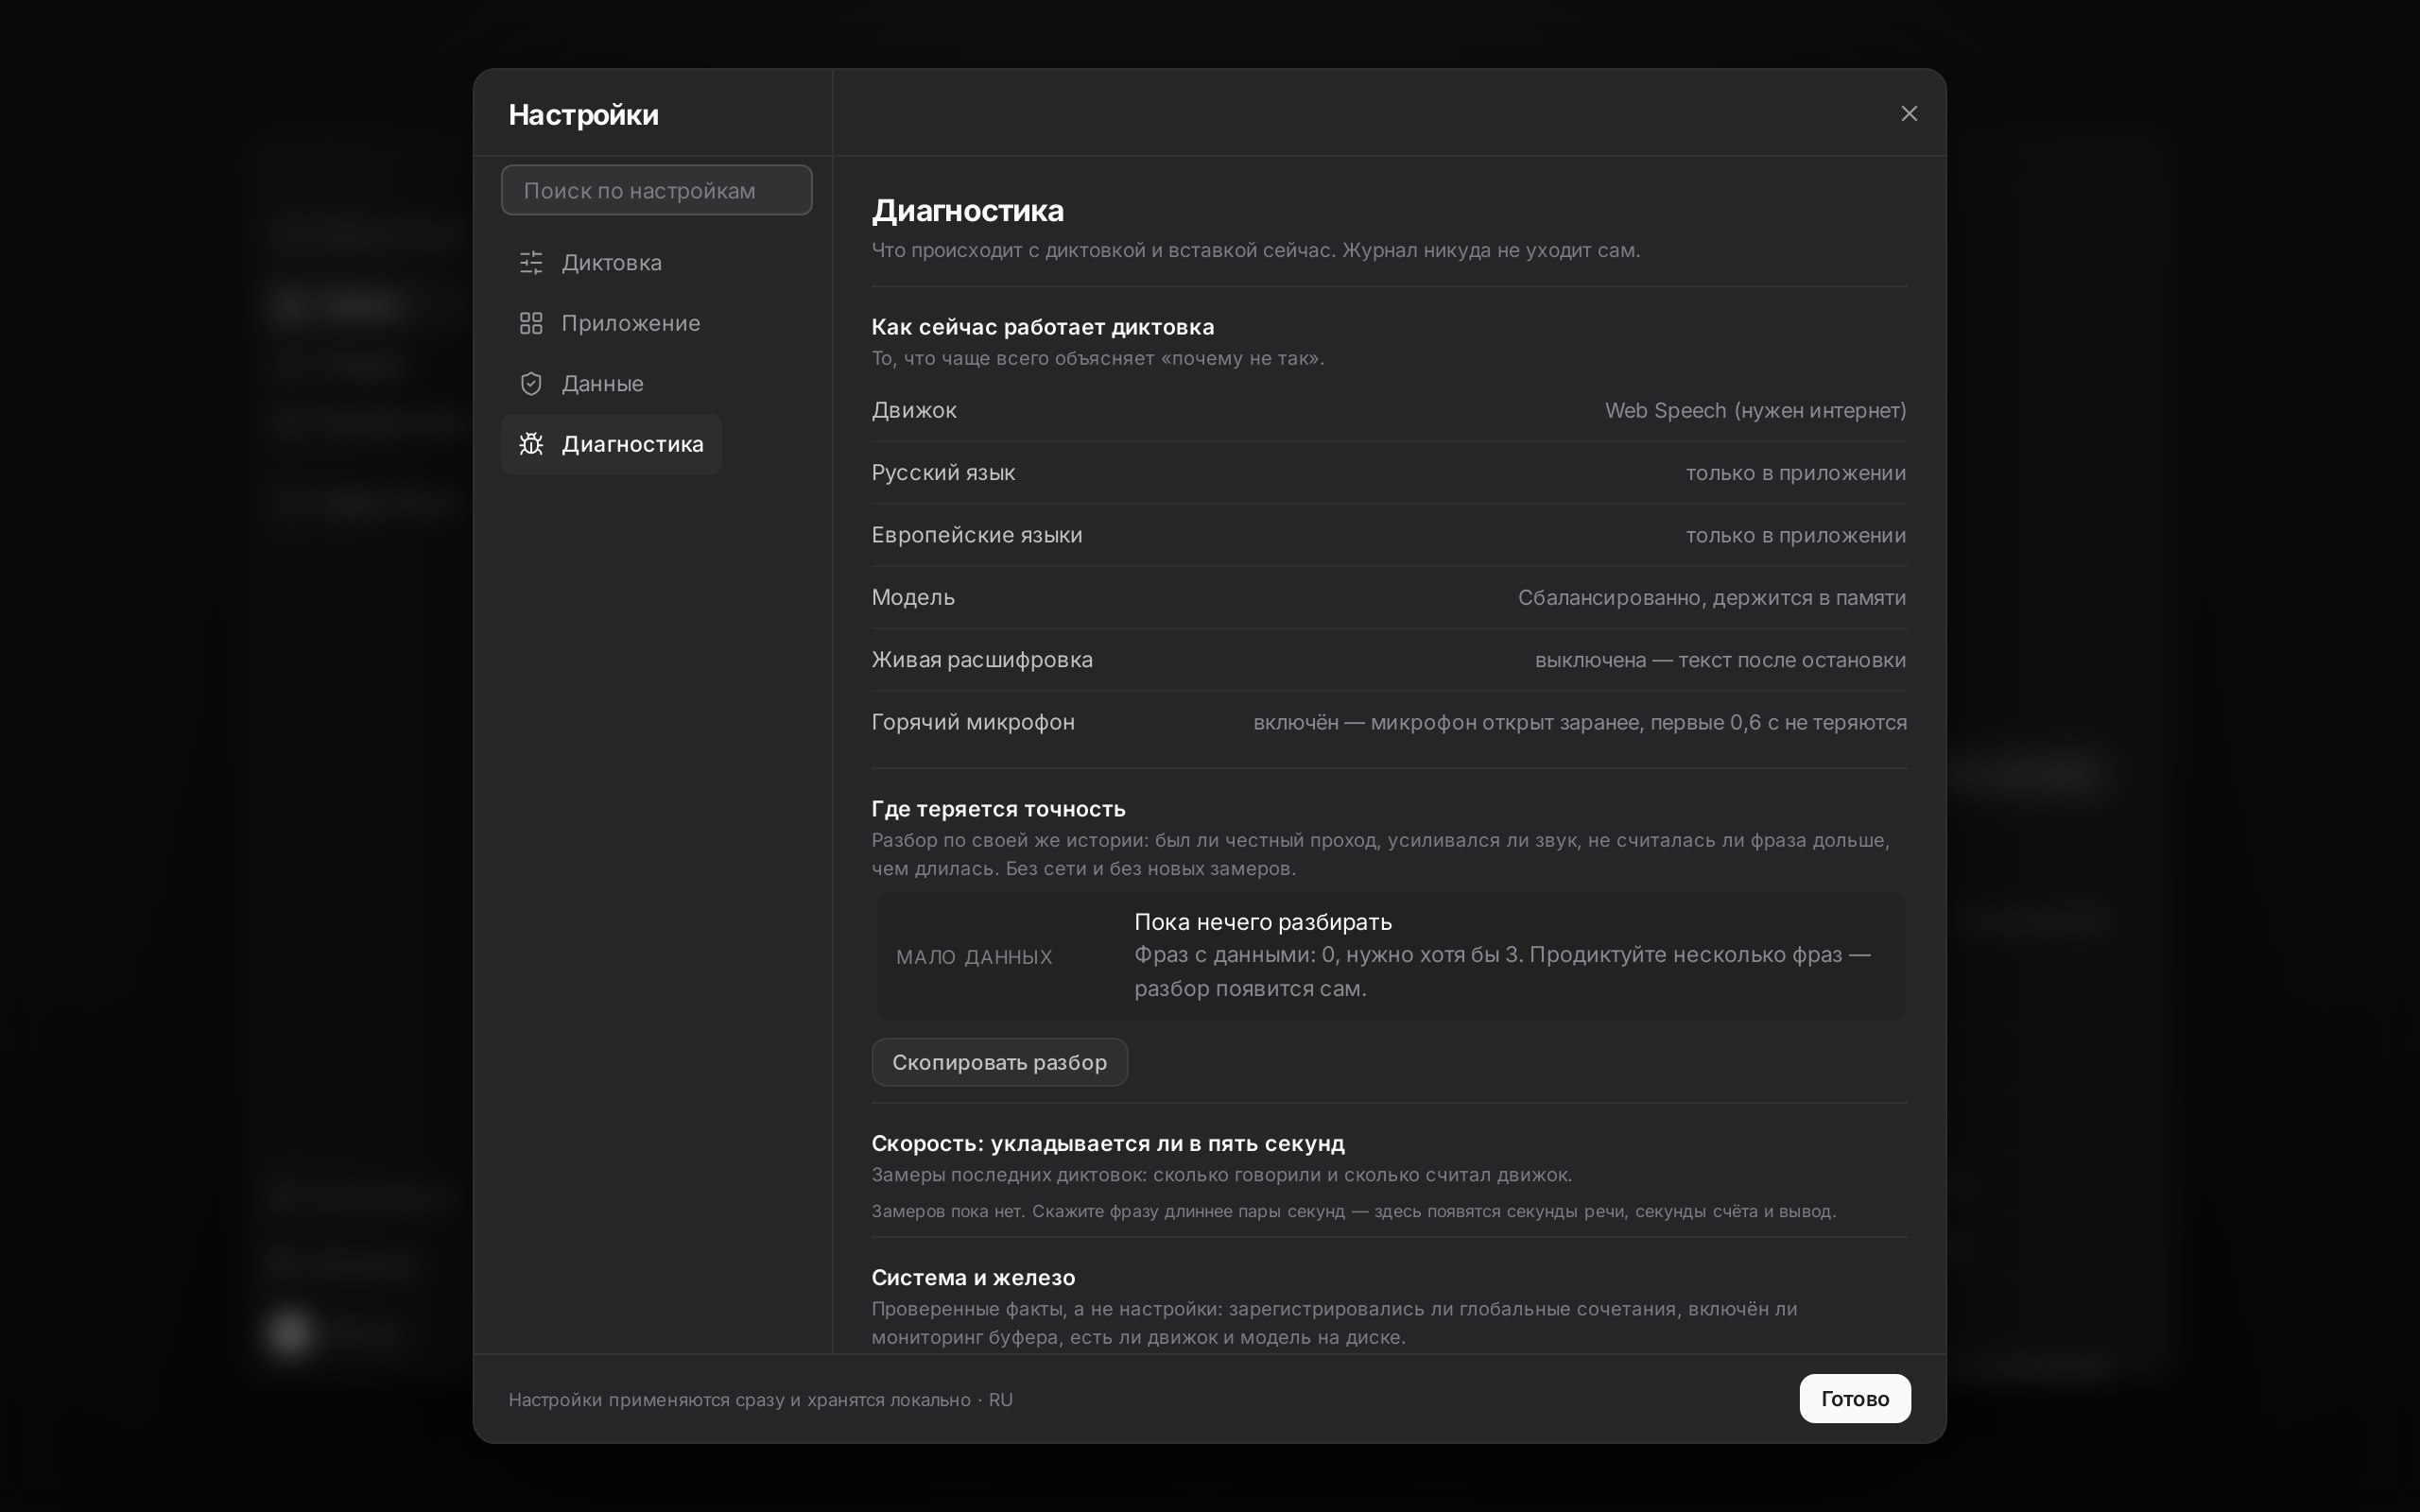 Настройки
Поиск по настройкам
Диктовка
Приложение
Данные
Диагностика
Диагностика
Что происходит с диктовкой и вставкой сейчас. Журнал никуда не уходит сам.
Как сейчас работает диктовка
То, что чаще всего объясняет «почему не так».
Движок Web Speech (нужен интернет)
Русский язык только в приложении
Европейские языки только в приложении
Модель Сбалансированно, держится в памяти
Живая расшифровка выключена — текст после остановки
Горячий микрофон включён — микрофон открыт заранее, первые 0,6 с не теряются
Где теряется точность
Разбор по своей же истории: был ли честный проход, усиливался ли звук, не считалась ли фраза дольше,
чем длилась. Без сети и без новых замеров.
МАЛО ДАННЫХ
Пока нечего разбирать
Фраз с данными: 0, нужно хотя бы 3. Продиктуйте несколько фраз —
разбор появится сам.
Скопировать разбор
Скорость: укладывается ли в пять секунд
Замеры последних диктовок: сколько говорили и сколько считал движок.
Замеров пока нет. Скажите фразу длиннее пары секунд — здесь появятся секунды речи, секунды счёта и вывод.
Система и железо
Проверенные факты, а не настройки: зарегистрировались ли глобальные сочетания, включён ли
мониторинг буфера, есть ли движок и модель на диске.
Настройки применяются сразу и хранятся локально · RU
Готово